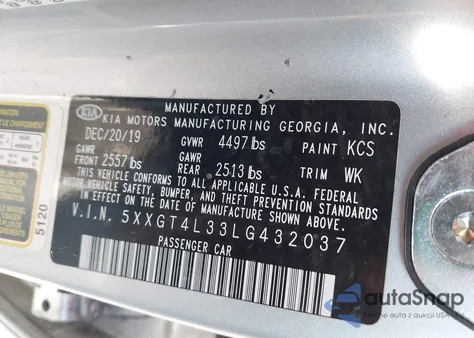 MANUFACTURED BY
KIA KIA MOTORS MANUFACTURING GEORGIA, INC.
DEC/20/19 GVWR 4497 lbs PAINT KCS
GAWR GAWR
FRONT 2557 lbs 2513 lbs TRIM WK
THIS VEHICLE CONFORMS TO ALL APPLICABLE U.S.A. FEDERAL
MOTOR VEHICLE SAFETY, BUMPER, AND THEFT PREVENTION
STANDARDS IN EFFECT ON THE DATE OF MANUFACTURE SHOWN ABOVE.
V.I.N. 5XXGT4L33LG432037
PASSENGER CAR
5120
autoSnap